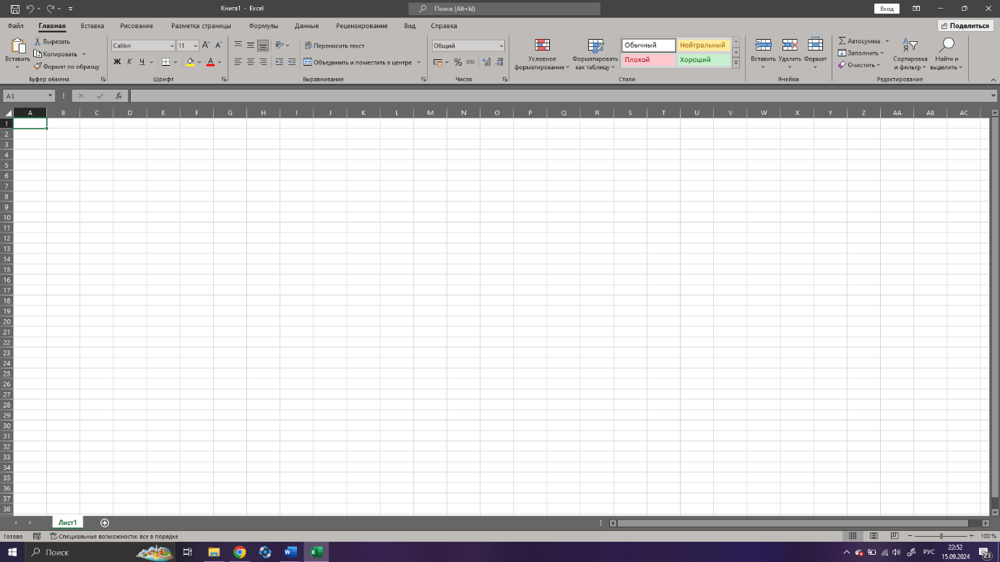 Книга1 - Excel
Поиск (Alt+Ы)
Вход
Файл Главная Вставка Рисование Разметка страницы Формулы Данные Рецензирование Вид Справка
Поделиться
Вставить
Вырезать
Копировать
Формат по образцу
Буфер обмена
Calibri 11
Ж К Ч
Шрифт
Переносить текст
Объединить и поместить в центре
Выравнивание
Общий
% 000
Число
Условное форматирование
Форматировать как таблицу
Обычный Нейтральный
Плохой Хороший
Стили
Вставить Удалить Формат
Ячейки
Автосумма
Заполнить
Очистить
Сортировка и фильтр
Найти и выделить
Редактирование
A1
fx
A B C D E F G H I J K L M N O P Q R S T U V W X Y Z AA AB AC
1
2
3
4
5
6
7
8
9
10
11
12
13
14
15
16
17
18
19
20
21
22
23
24
25
26
27
28
29
30
31
32
33
34
35
36
37
38
Лист1
Готово
Специальные возможности: все в порядке
100 %
Поиск
РУС
22:52
15.09.2024
23